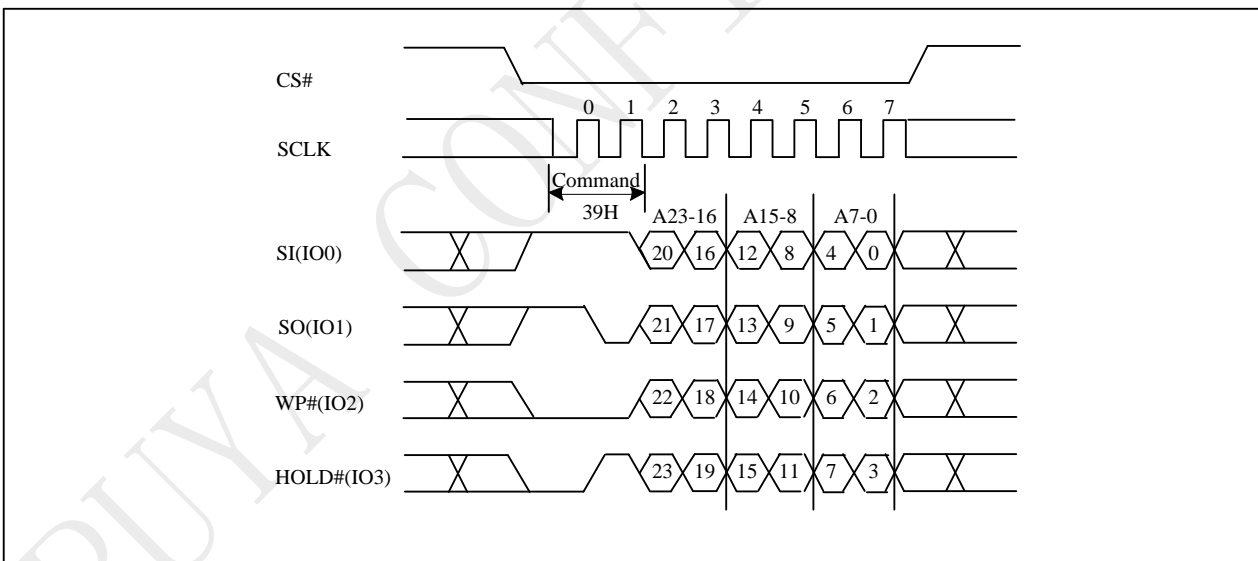 PUYA CONF
CS#
0 1 2 3 4 5 6 7
SCLK
Command
39H
A23-16 A15-8 A7-0
SI(IO0) 20 16 12 8 4 0
SO(IO1) 21 17 13 9 5 1
WP#(IO2) 22 18 14 10 6 2
HOLD#(IO3) 23 19 15 11 7 3